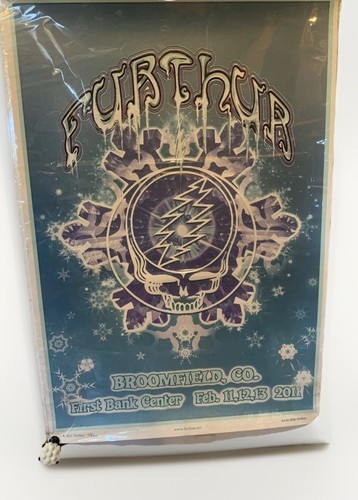 FURTHUR
BROOMFIELD, CO.
First Bank Center Feb. 11,12,13 2011